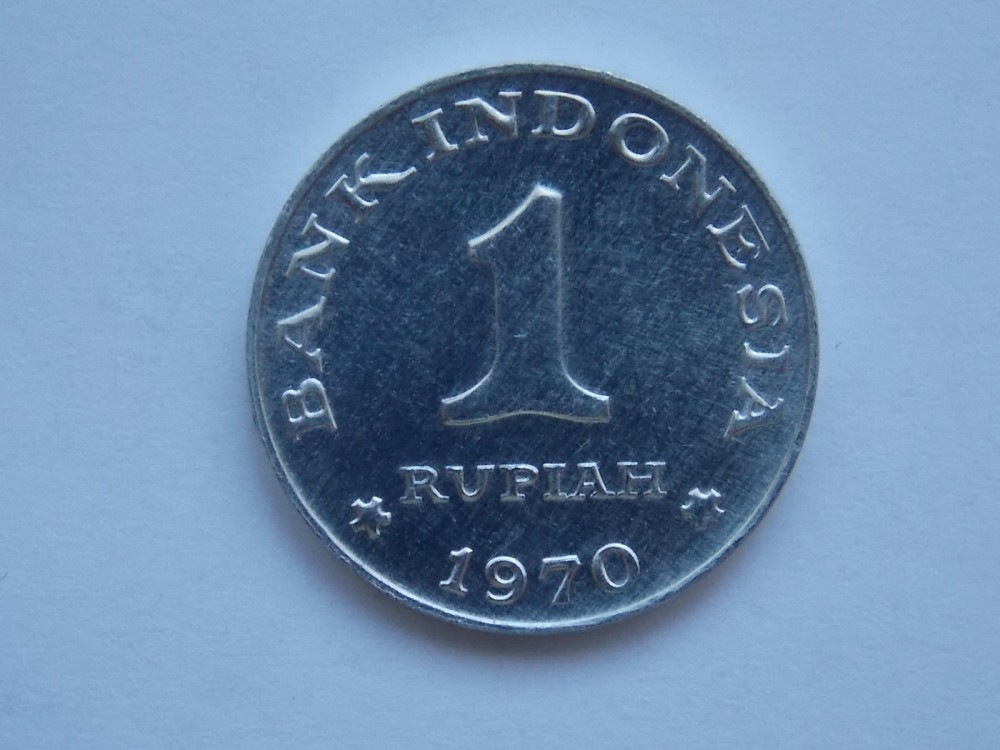 BANK INDONESIA
1
RUPIAH
1970